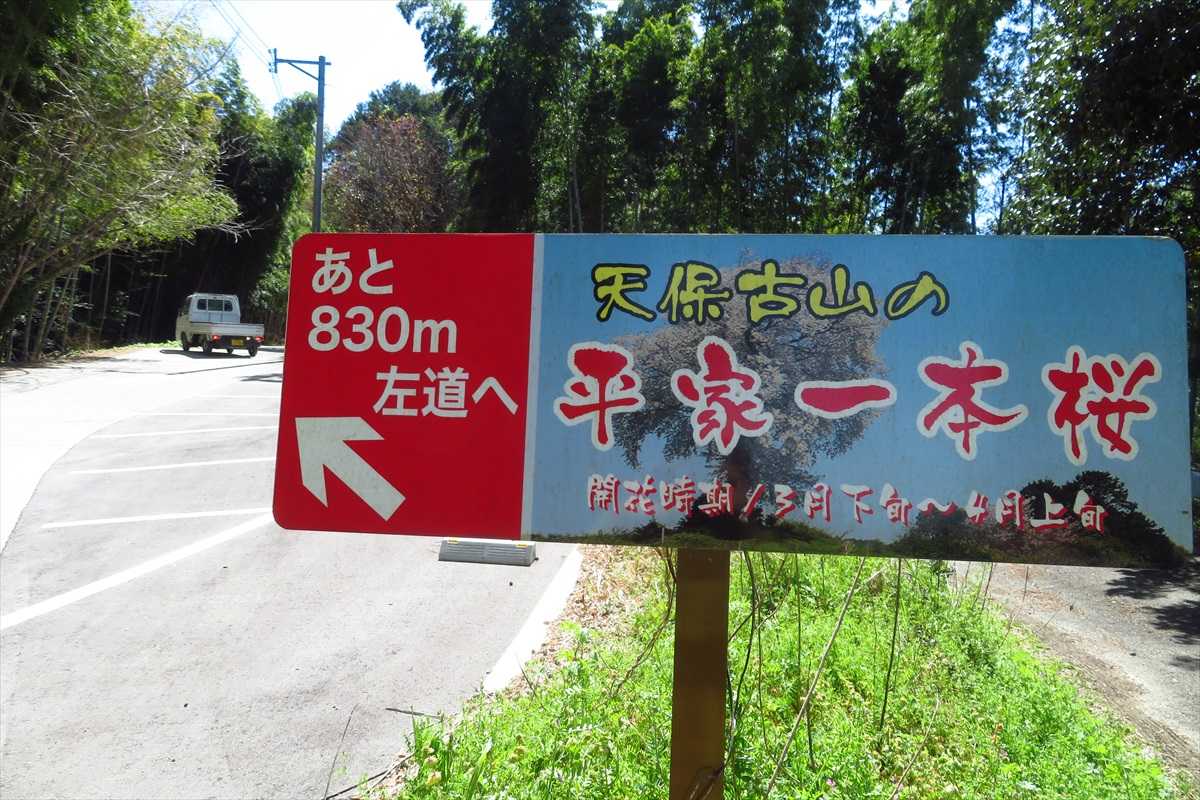 あと
830m
左道へ
天保古山の
平家一本桜
開花時期/3月下旬～4月上旬